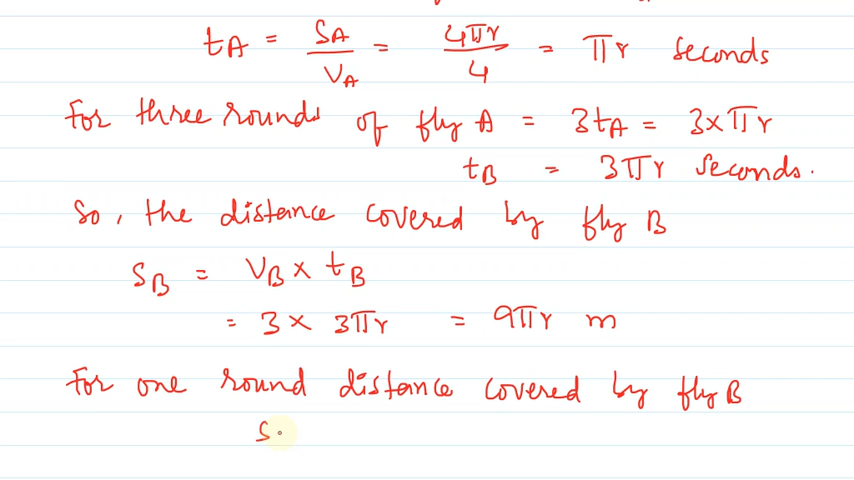 tA = SA/VA = 4πr/4 = πr seconds
For three rounds of fly A = 3tA = 3×πr
tB = 3πr seconds.
So, the distance covered by fly B
SB = VB × tB
= 3 × 3πr = 9πr m
For one round distance covered by fly B
S